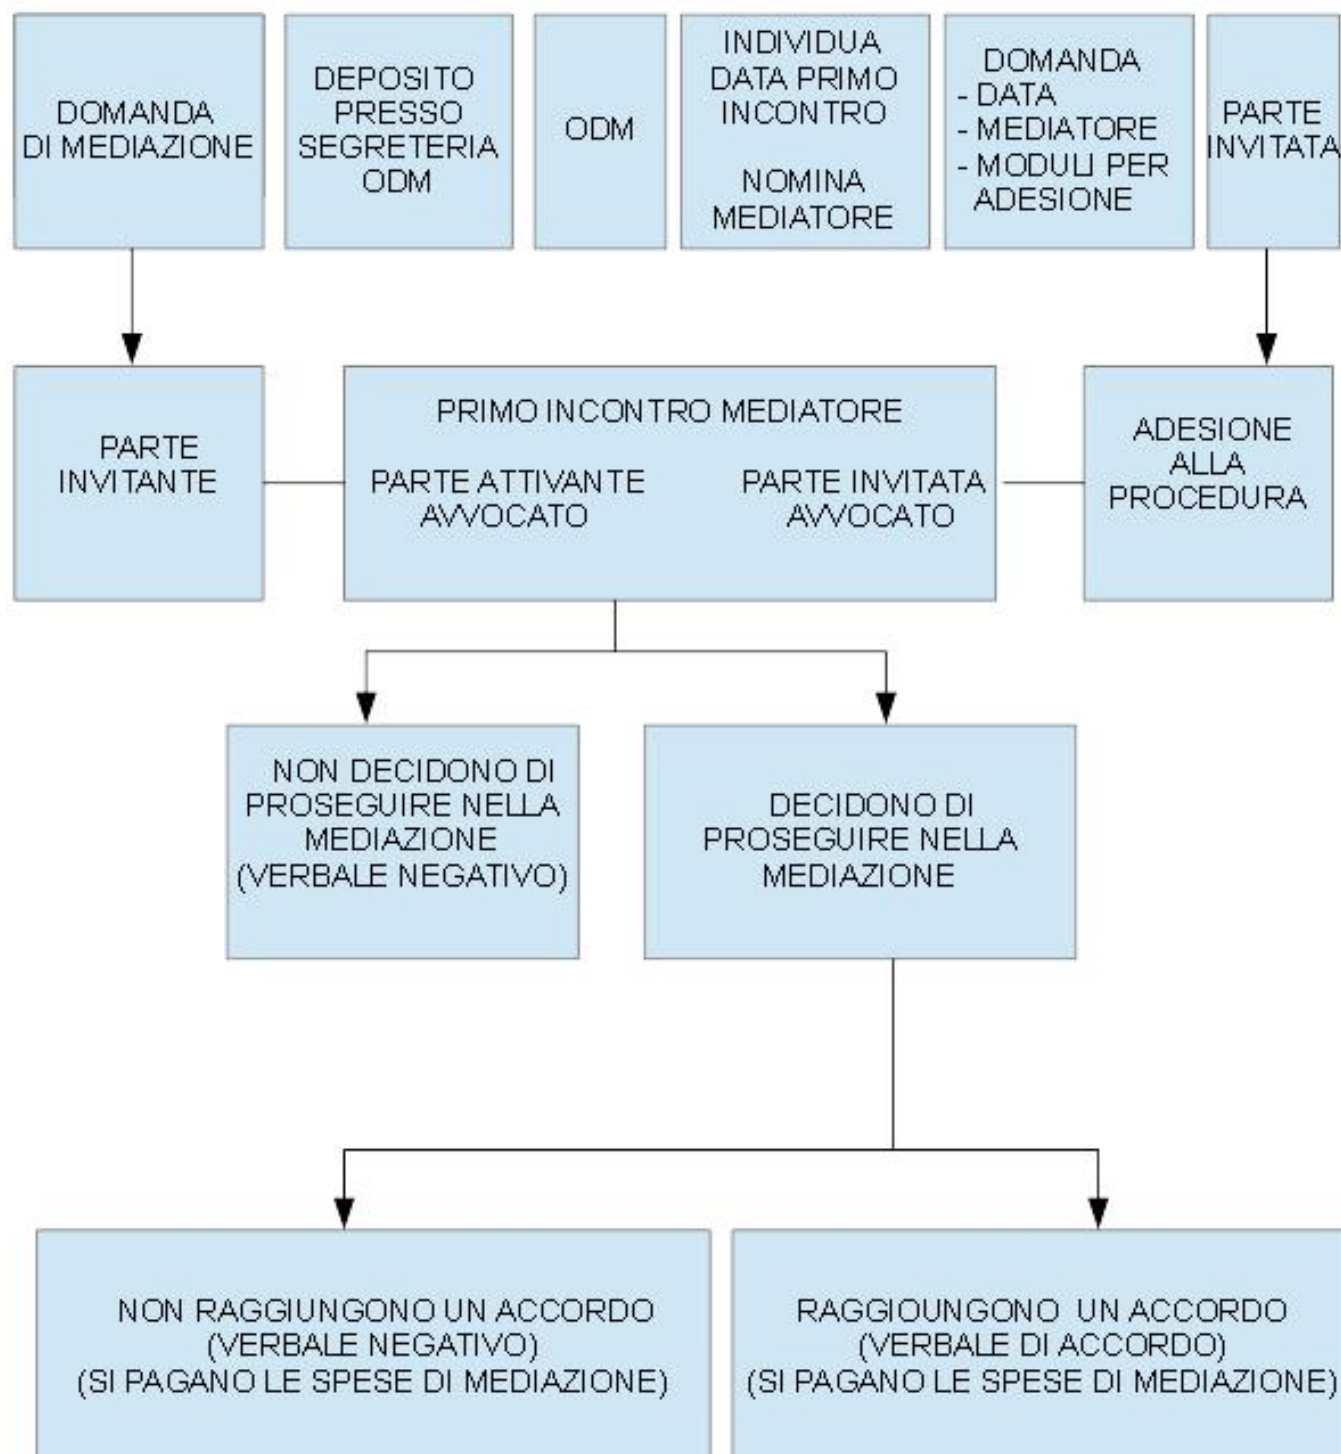 DOMANDA
DI MEDIAZIONE
DEPOSITO
PRESSO
SEGRETERIA
ODM
ODM
INDIVIDUA
DATA PRIMO
INCONTRO
NOMINA
MEDIATORE
DOMANDA
- DATA
- MEDIATORE
- MODULI PER
ADESIONE
PARTE
INVITATA
PARTE
INVITANTE
PRIMO INCONTRO MEDIATORE
PARTE ATTIVANTE
AVVOCATO
PARTE INVITATA
AVVOCATO
ADESIONE
ALLA
PROCEDURA
NON DECIDONO DI
PROSEGUIRE NELLA
MEDIAZIONE
(VERBALE NEGATIVO)
DECIDONO DI
PROSEGUIRE NELLA
MEDIAZIONE
NON RAGGIUNGONO UN ACCORDO
(VERBALE NEGATIVO)
(SI PAGANO LE SPESE DI MEDIAZIONE)
RAGGIOUNGONO UN ACCORDO
(VERBALE DI ACCORDO)
(SI PAGANO LE SPESE DI MEDIAZIONE)